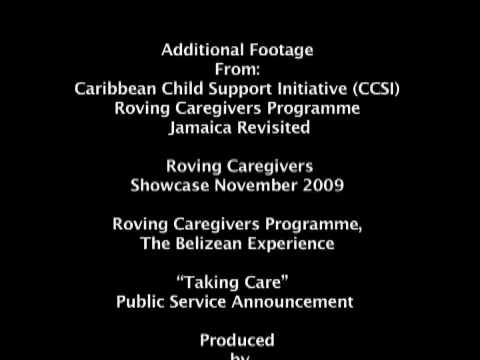 Additional Footage
From:
Caribbean Child Support Initiative (CCSI)
Roving Caregivers Programme
Jamaica Revisited
Roving Caregivers
Showcase November 2009
Roving Caregivers Programme,
The Belizean Experience
“Taking Care”
Public Service Announcement
Produced
by